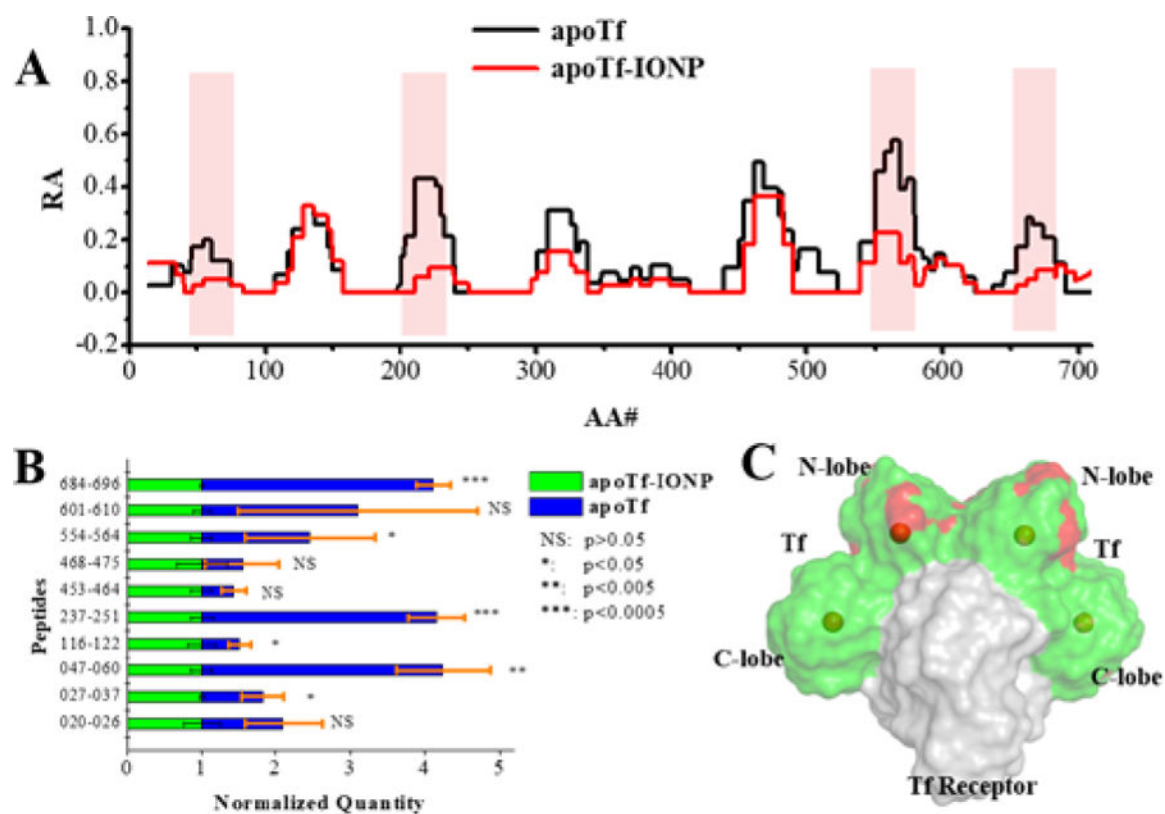 A
apoTf
apoTf-IONP
1.0
0.8
0.6
0.4
0.2
0.0
-0.2
RA
0 100 200 300 400 500 600 700
AA#
B
684-696 ***
601-610 NS
554-564 *
468-475 NS
453-464 NS
237-251 ***
116-122 *
047-060 **
027-037 *
020-026 NS
Peptides
0 1 2 3 4 5
Normalized Quantity
apoTf-IONP
apoTf
NS: p>0.05
*: p<0.05
**: p<0.005
***: p<0.0005
C
N-lobe N-lobe
Tf Tf
C-lobe C-lobe
Tf Receptor